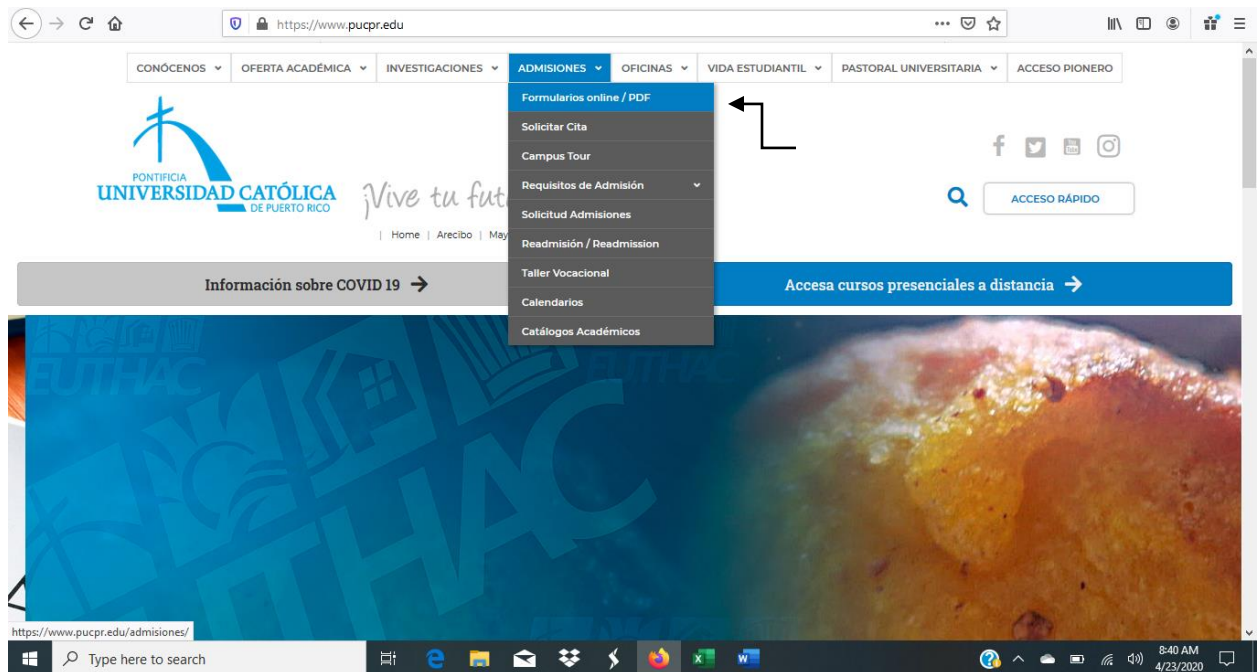 https://www.pucpr.edu
CONÓCENOS OFERTA ACADÉMICA INVESTIGACIONES ADMISIONES OFICINAS VIDA ESTUDIANTIL PASTORAL UNIVERSITARIA ACCESO PIONERO
Formularios online / PDF
Solicitar Cita
Campus Tour
Requisitos de Admisión
Solicitud Admisiones
Readmisión / Readmission
Taller Vocacional
Calendarios
Catálogos Académicos
PONTIFICIA
UNIVERSIDAD CATÓLICA
DE PUERTO RICO
¡Vive tu fut
ACCESO RÁPIDO
| Home | Arecibo | May
Información sobre COVID 19
Accesa cursos presenciales a distancia
EUTHAC
EUTHAC
EUTHAC
https://www.pucpr.edu/admisiones/
Type here to search
8:40 AM
4/23/2020